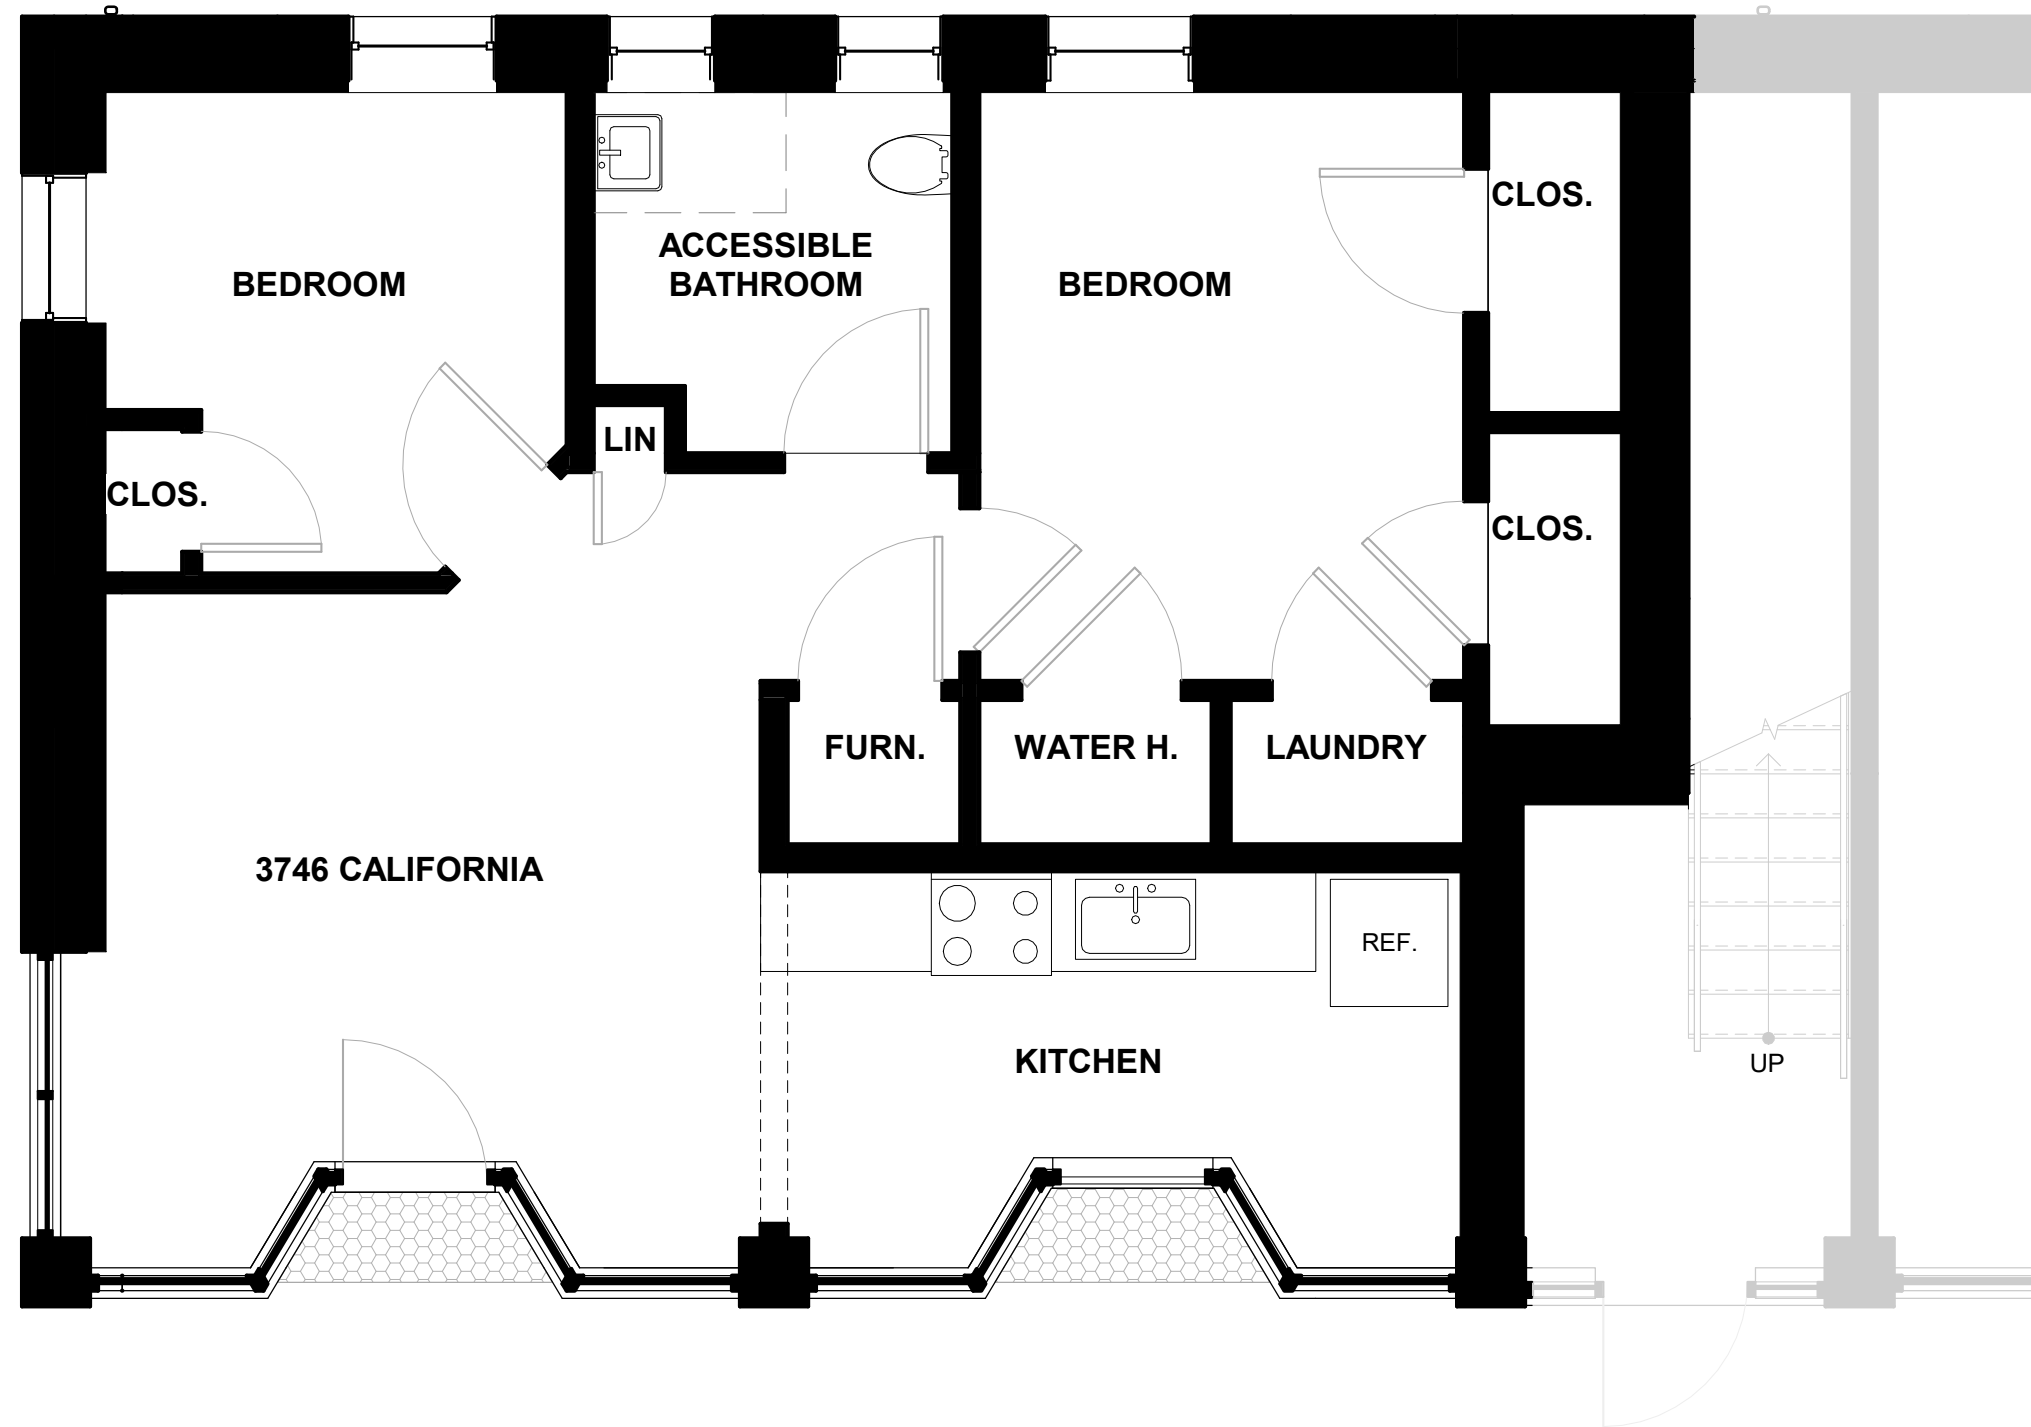 CLOS.
ACCESSIBLE
BATHROOM
BEDROOM
BEDROOM
LIN
CLOS.
CLOS.
FURN.
WATER H.
LAUNDRY
3746 CALIFORNIA
REF.
KITCHEN
UP